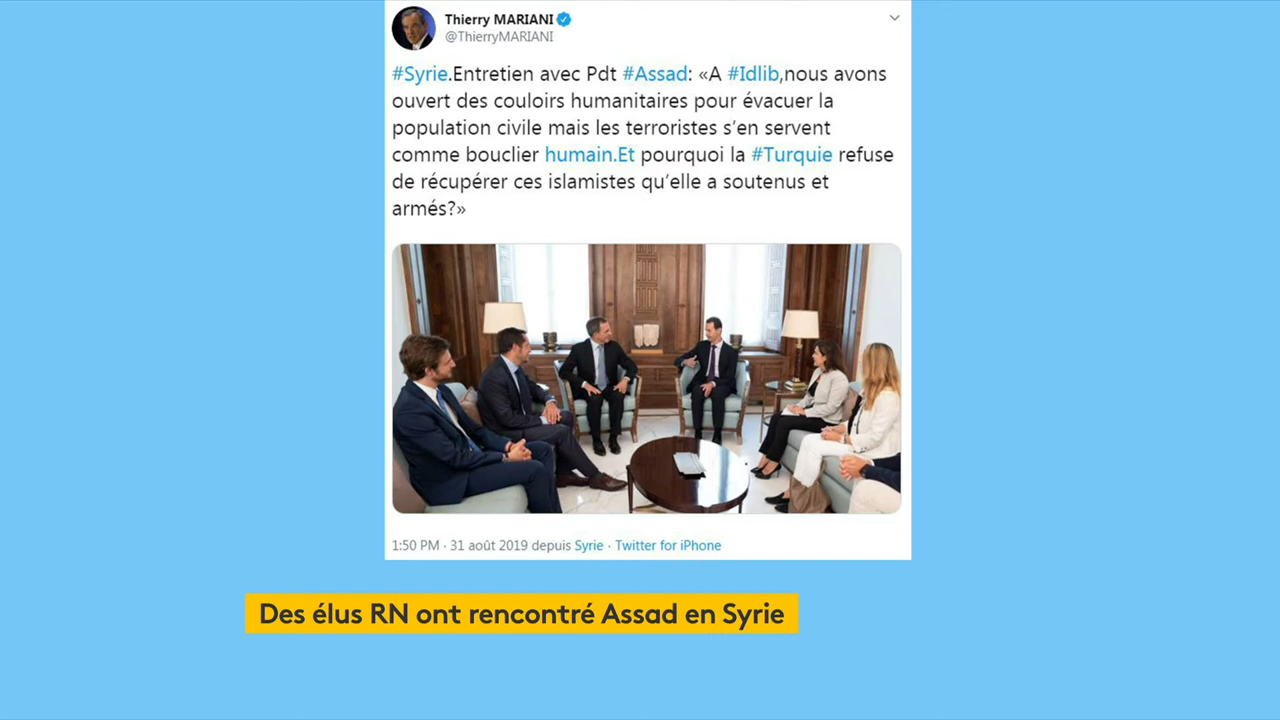 Thierry MARIANI
@ThierryMARIANI
#Syrie.Entretien avec Pdt #Assad: «A #Idlib,nous avons
ouvert des couloirs humanitaires pour évacuer la
population civile mais les terroristes s’en servent
comme bouclier humain.Et pourquoi la #Turquie refuse
de récupérer ces islamistes qu’elle a soutenus et
armés?»
1:50 PM · 31 août 2019 depuis Syrie · Twitter for iPhone
Des élus RN ont rencontré Assad en Syrie